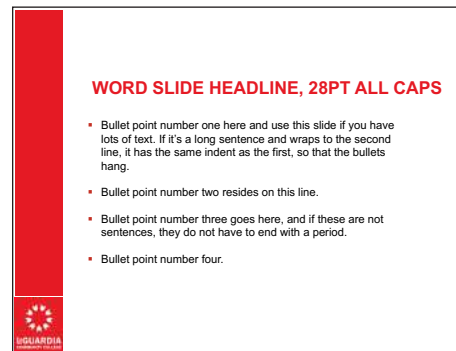 WORD SLIDE HEADLINE, 28PT ALL CAPS
▪ Bullet point number one here and use this slide if you have
lots of text. If it's a long sentence and wraps to the second
line, it has the same indent as the first, so that the bullets
hang.
▪ Bullet point number two resides on this line.
▪ Bullet point number three goes here, and if these are not
sentences, they do not have to end with a period.
▪ Bullet point number four.
LAGUARDIA
COMMUNITY COLLEGE